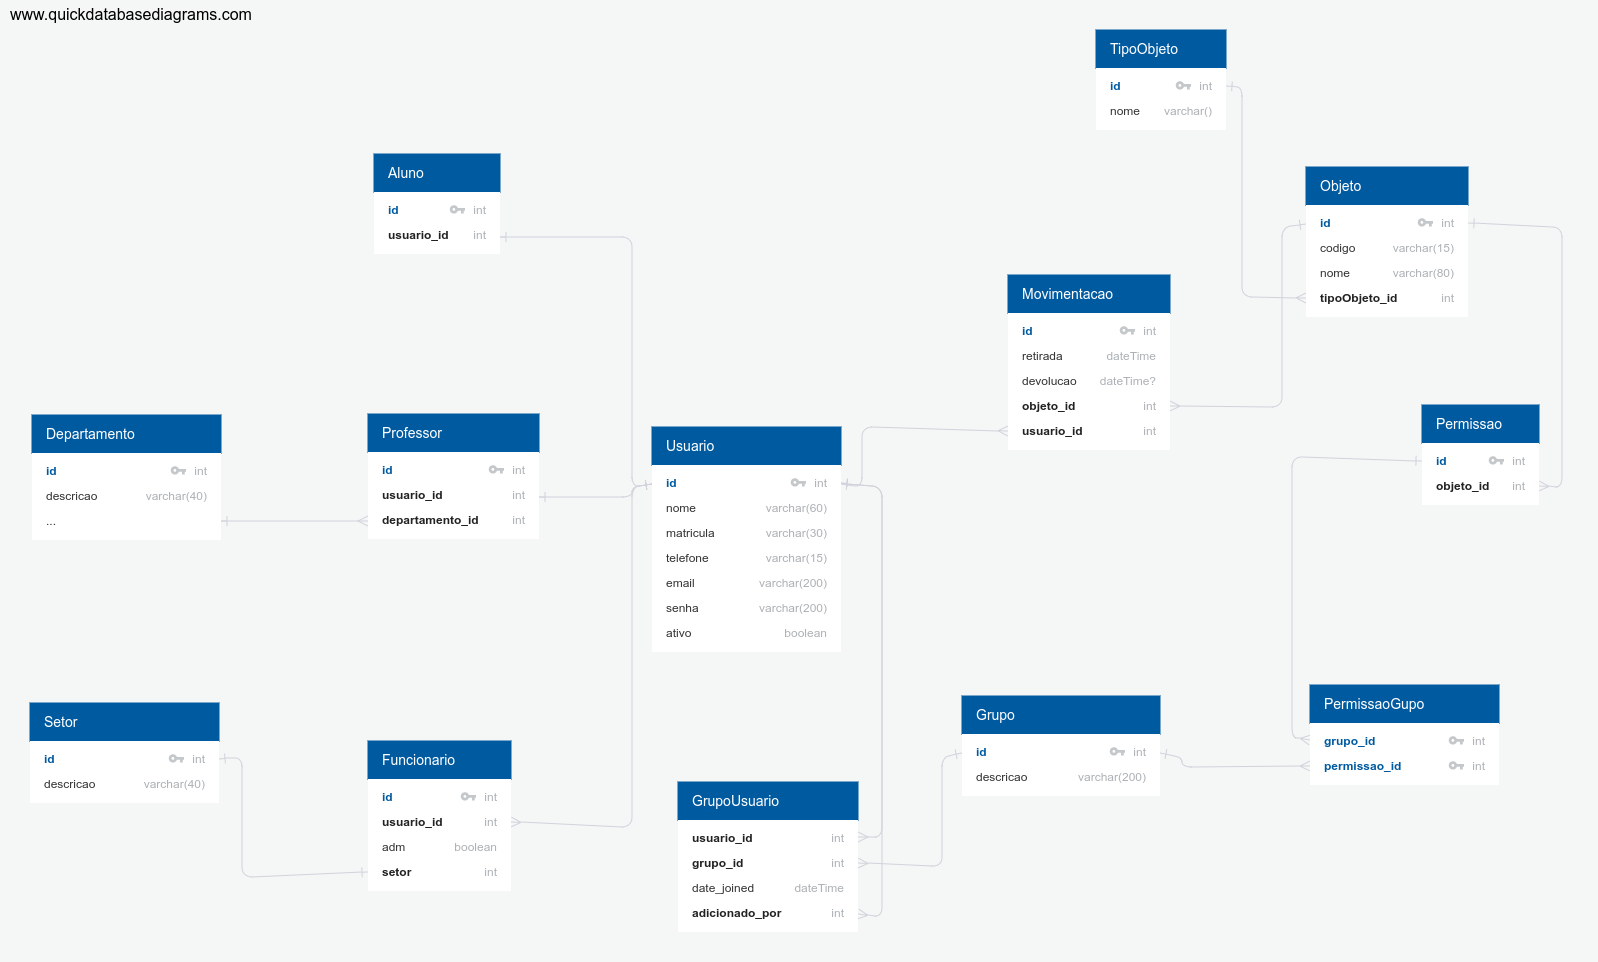 www.quickdatabasediagrams.com
TipoObjeto
id int
nome varchar()
Aluno
id int
usuario_id int
Objeto
id int
codigo varchar(15)
nome varchar(80)
tipoObjeto_id int
Movimentacao
id int
retirada dateTime
devolucao dateTime?
objeto_id int
usuario_id int
Departamento
id int
descricao varchar(40)
...
Professor
id int
usuario_id int
departamento_id int
Usuario
id int
nome varchar(60)
matricula varchar(30)
telefone varchar(15)
email varchar(200)
senha varchar(200)
ativo boolean
Permissao
id int
objeto_id int
Setor
id int
descricao varchar(40)
Funcionario
id int
usuario_id int
adm boolean
setor int
GrupoUsuario
usuario_id int
grupo_id int
date_joined dateTime
adicionado_por int
Grupo
id int
descricao varchar(200)
PermissaoGupo
grupo_id int
permissao_id int